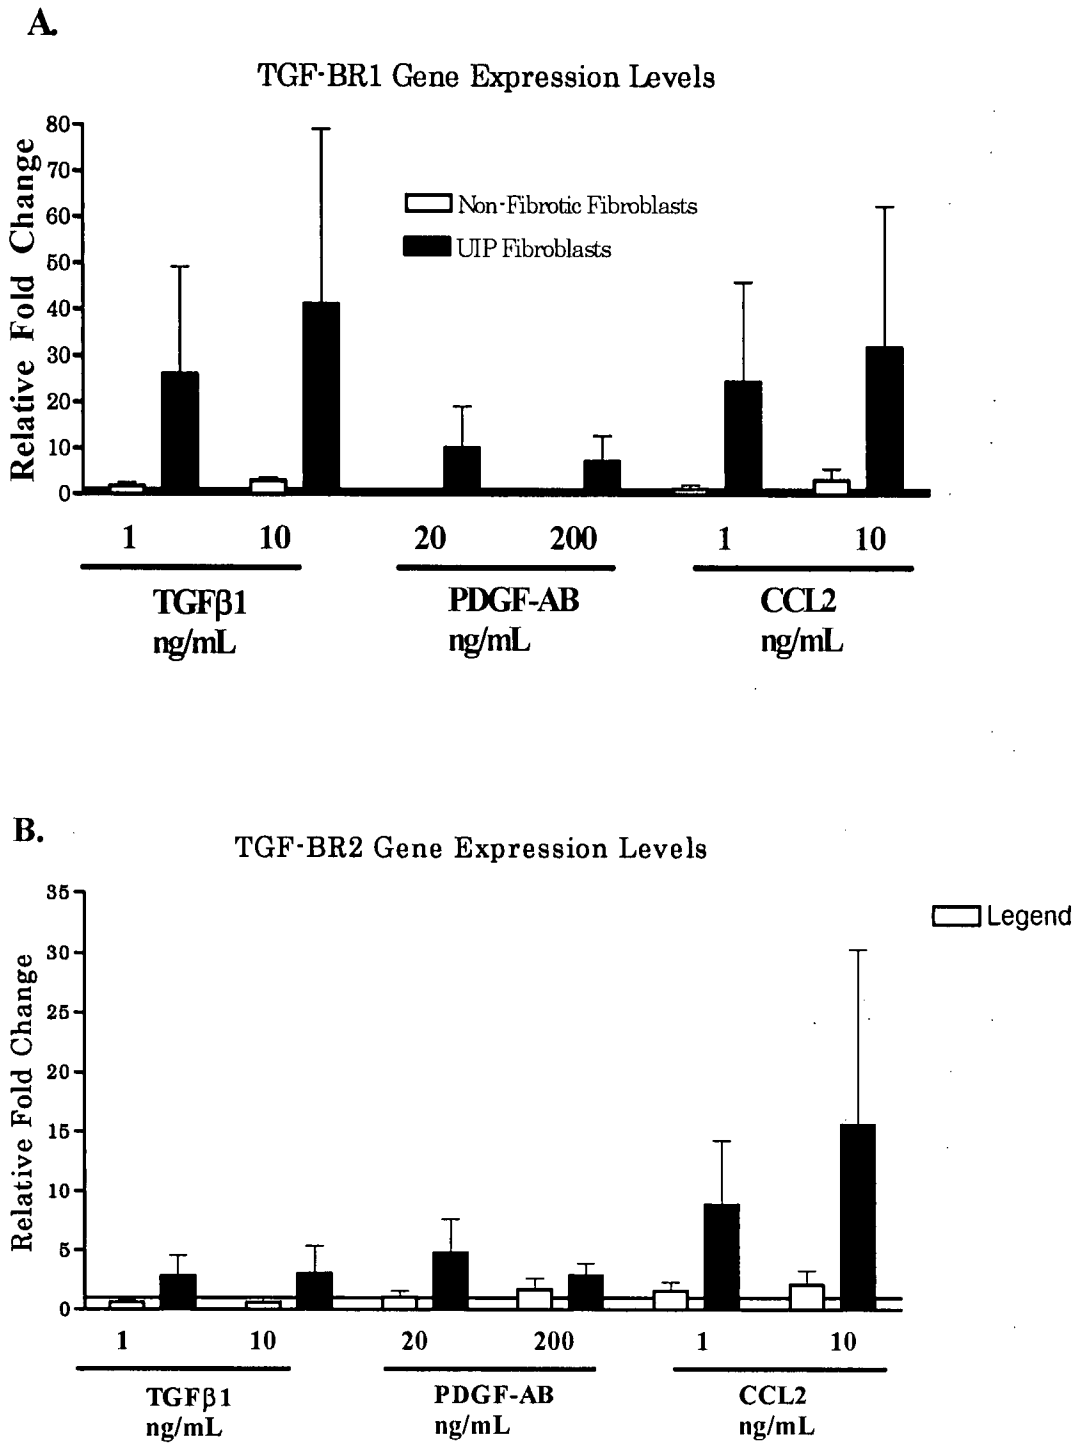 A.
TGF-BR1 Gene Expression Levels
Relative Fold Change
80
70
60
50
40
30
20
10
0
Non-Fibrotic Fibroblasts
UIP Fibroblasts
1 10 20 200 1 10
TGFβ1 PDGF-AB CCL2
ng/mL ng/mL ng/mL
B.
TGF-BR2 Gene Expression Levels
Relative Fold Change
35
30
25
20
15
10
5
0
Legend
1 10 20 200 1 10
TGFβ1 PDGF-AB CCL2
ng/mL ng/mL ng/mL